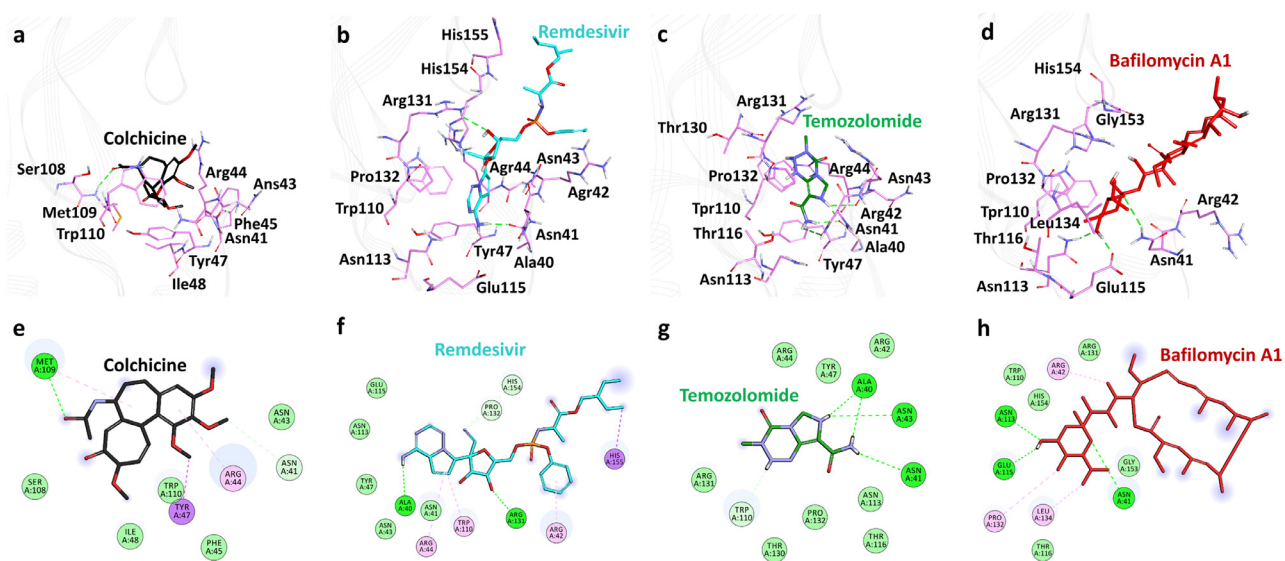 a
Colchicine
Ser108
Met109
Trp110
Arg44
Ans43
Phe45
Asn41
Tyr47
Ile48
b
Remdesivir
His155
His154
Arg131
Pro132
Trp110
Agr44
Asn43
Agr42
Asn41
Tyr47
Ala40
Asn113
Glu115
c
Temozolomide
Arg131
Thr130
Pro132
Tpr110
Thr116
Asn113
Arg44
Asn43
Arg42
Asn41
Ala40
Tyr47
d
Bafilomycin A1
His154
Arg131
Gly153
Pro132
Tpr110
Leu134
Thr116
Asn113
Glu115
Arg42
Asn41
e
Colchicine
MET
A:109
ASN
A:43
ASN
A:41
ARG
A:44
SER
A:108
TRP
A:110
TYR
A:47
ILE
A:48
PHE
A:45
f
Remdesivir
GLU
A:115
HIS
A:154
PRO
A:132
ASN
A:113
HIS
A:155
TYR
A:47
ALA
A:40
ASN
A:41
ARG
A:131
ASN
A:43
TRP
A:110
ARG
A:42
ARG
A:44
g
Temozolomide
ARG
A:44
ARG
A:42
TYR
A:47
ALA
A:40
ASN
A:43
ASN
A:41
ARG
A:131
TRP
A:110
ASN
A:113
PRO
A:132
THR
A:130
THR
A:116
h
Bafilomycin A1
ARG
A:131
ARG
A:42
TRP
A:110
HIS
A:154
ASN
A:113
GLU
A:115
GLY
A:153
ASN
A:41
PRO
A:132
LEU
A:134
THR
A:116